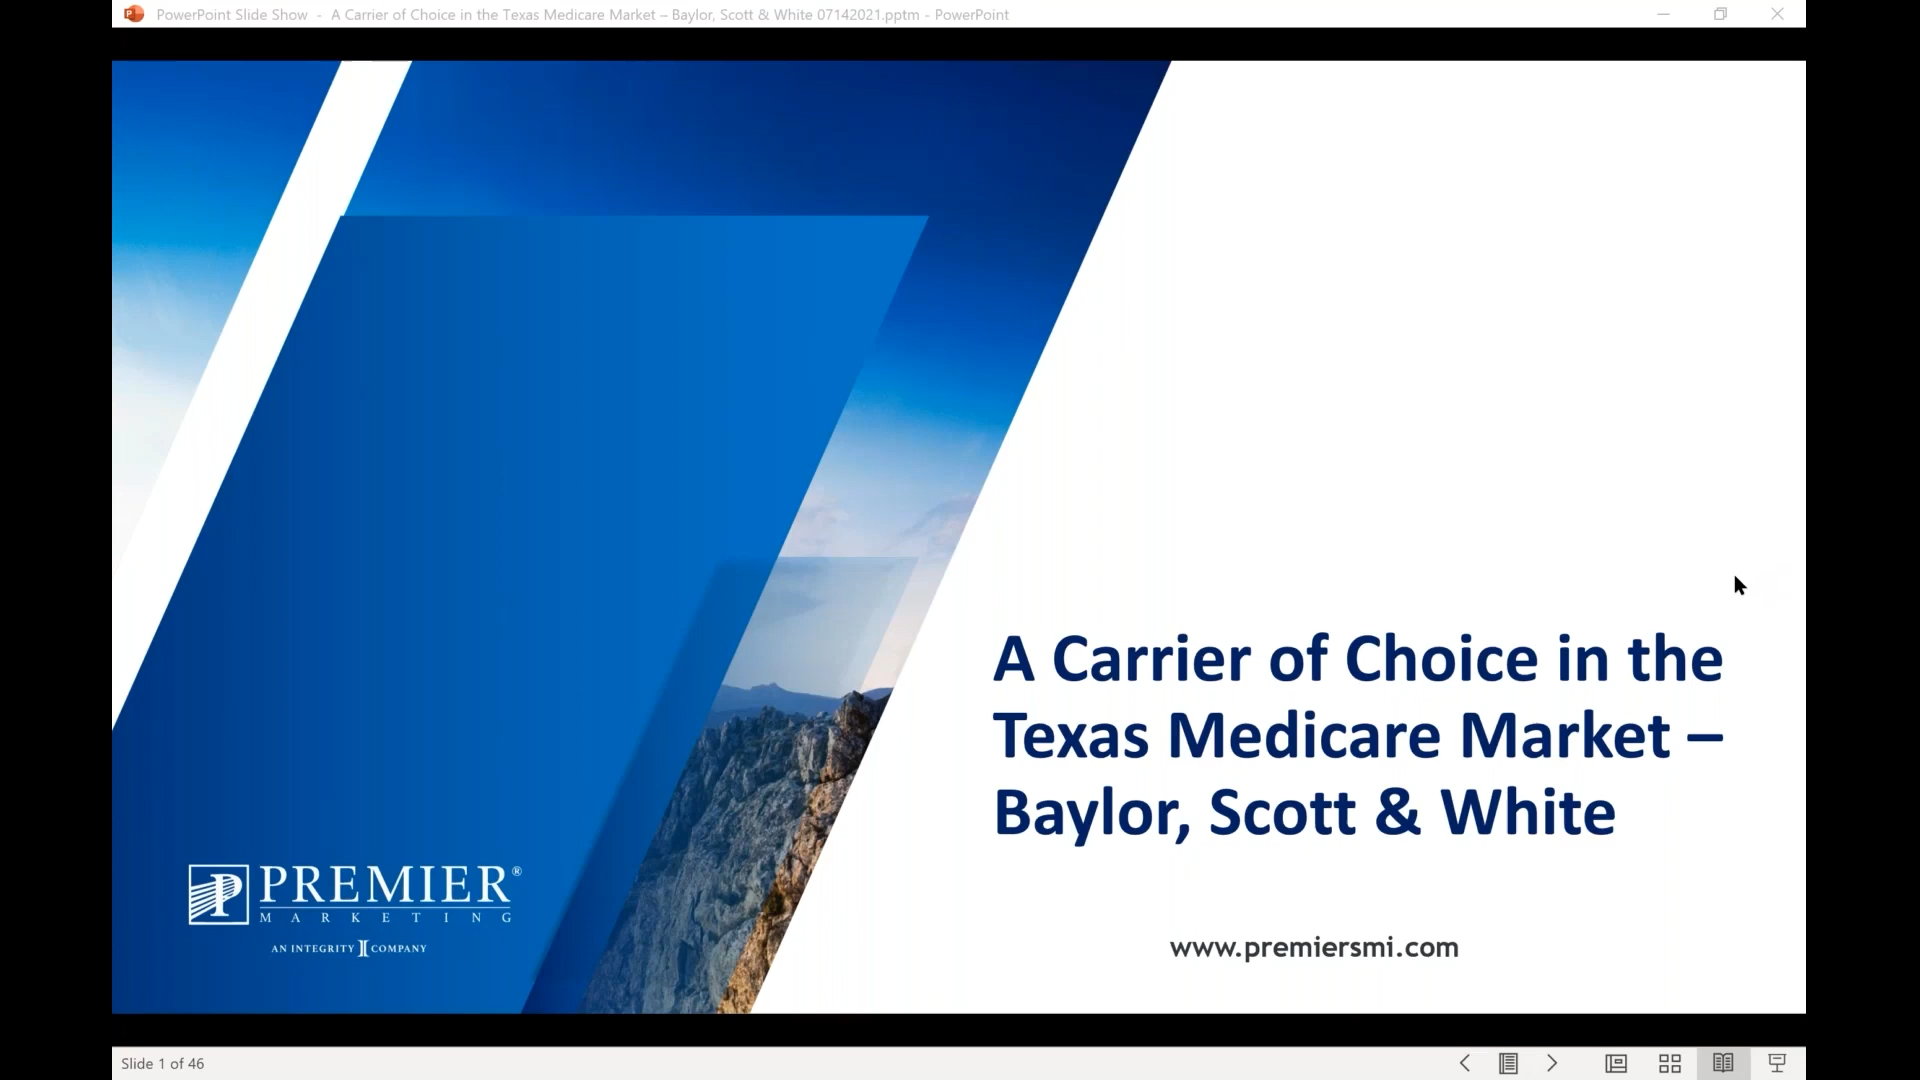 PowerPoint Slide Show - A Carrier of Choice in the Texas Medicare Market – Baylor, Scott & White 07142021.pptm - PowerPoint
A Carrier of Choice in the
Texas Medicare Market –
Baylor, Scott & White
PREMIER®
MARKETING
AN INTEGRITY COMPANY
www.premiersmi.com
Slide 1 of 46